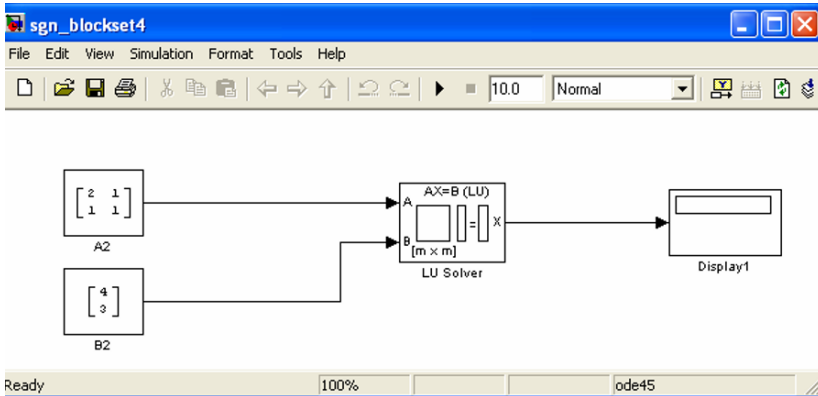 sgn_blockset4
File Edit View Simulation Format Tools Help
10.0 Normal
2 1
1 1
A2
4
3
B2
AX=B (LU)
A
B
=
X
[m x m]
LU Solver
Display1
Ready 100% ode45